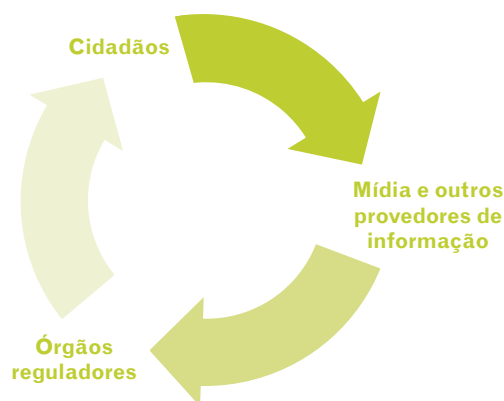 Cidadãos
Mídia e outros
provedores de
informação
Órgãos
reguladores